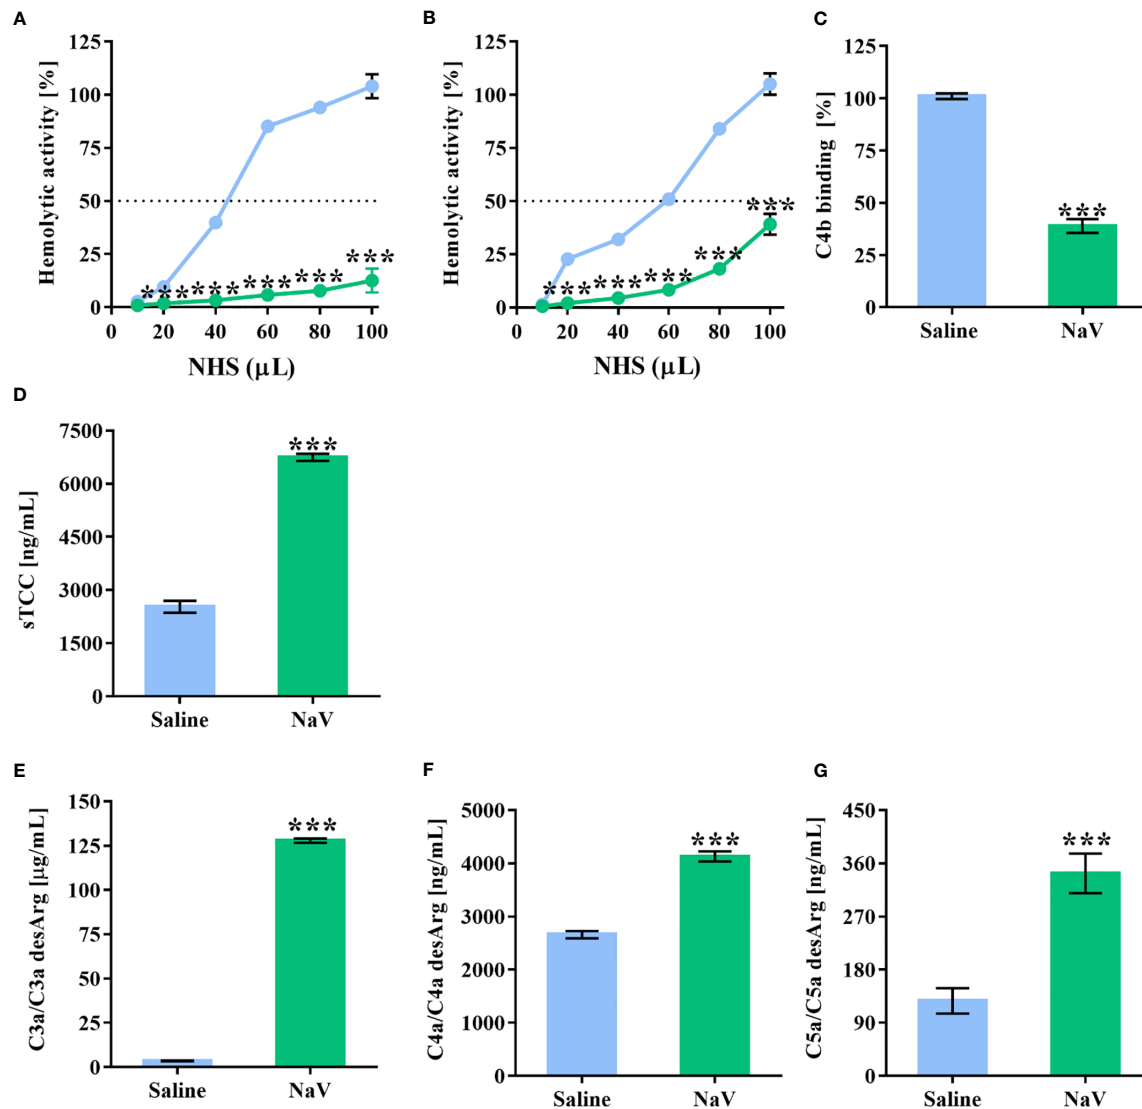 A
Hemolytic activity [%]
125
100
75
50
25
0
***
***
***
***
***
0 20 40 60 80 100
NHS (μL)
B
Hemolytic activity [%]
125
100
75
50
25
0
***
***
***
***
***
0 20 40 60 80 100
NHS (μL)
C
C4b binding [%]
125
100
75
50
25
0
***
Saline NaV
D
sTCC [ng/mL]
7500
6000
4500
3000
1500
0
***
Saline NaV
E
C3a/C3a desArg [μg/mL]
150
125
100
75
50
25
0
***
Saline NaV
F
C4a/C4a desArg [ng/mL]
5000
4000
3000
2000
1000
0
***
Saline NaV
G
C5a/C5a desArg [ng/mL]
450
360
270
180
90
0
***
Saline NaV